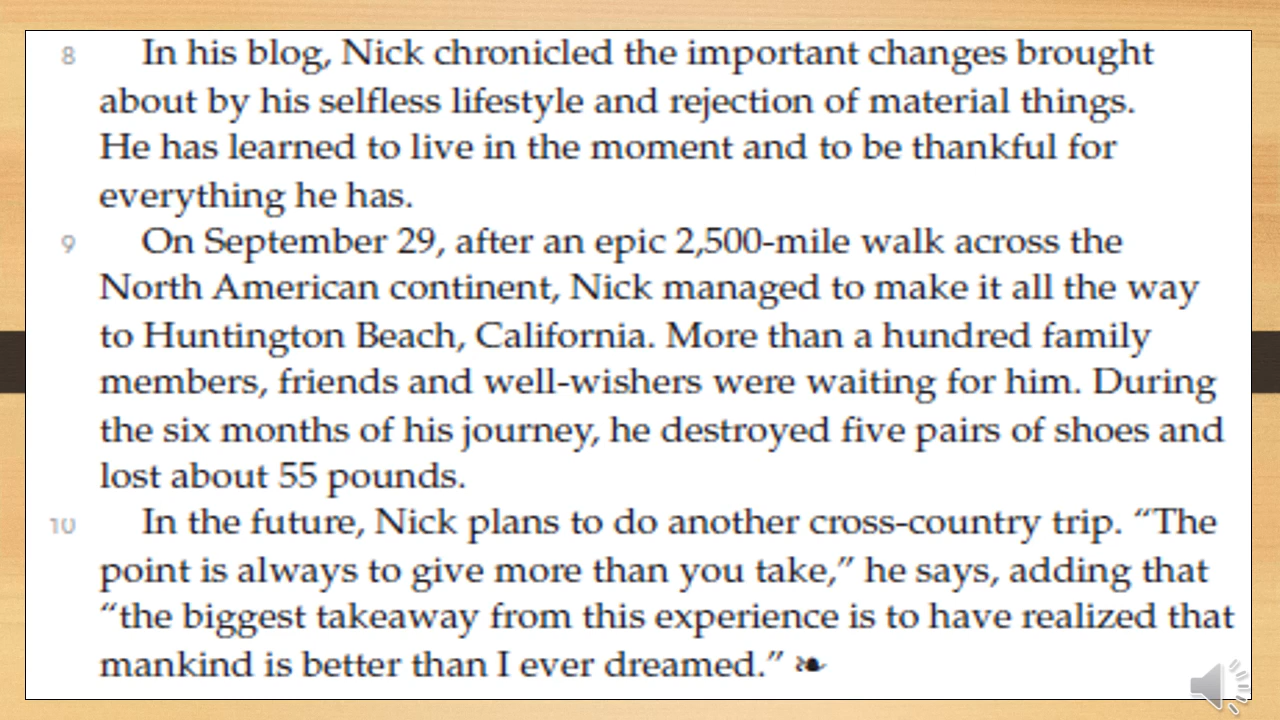 8 In his blog, Nick chronicled the important changes brought
about by his selfless lifestyle and rejection of material things.
He has learned to live in the moment and to be thankful for
everything he has.
9 On September 29, after an epic 2,500-mile walk across the
North American continent, Nick managed to make it all the way
to Huntington Beach, California. More than a hundred family
members, friends and well-wishers were waiting for him. During
the six months of his journey, he destroyed five pairs of shoes and
lost about 55 pounds.
10 In the future, Nick plans to do another cross-country trip. “The
point is always to give more than you take,” he says, adding that
“the biggest takeaway from this experience is to have realized that
mankind is better than I ever dreamed.” ❧